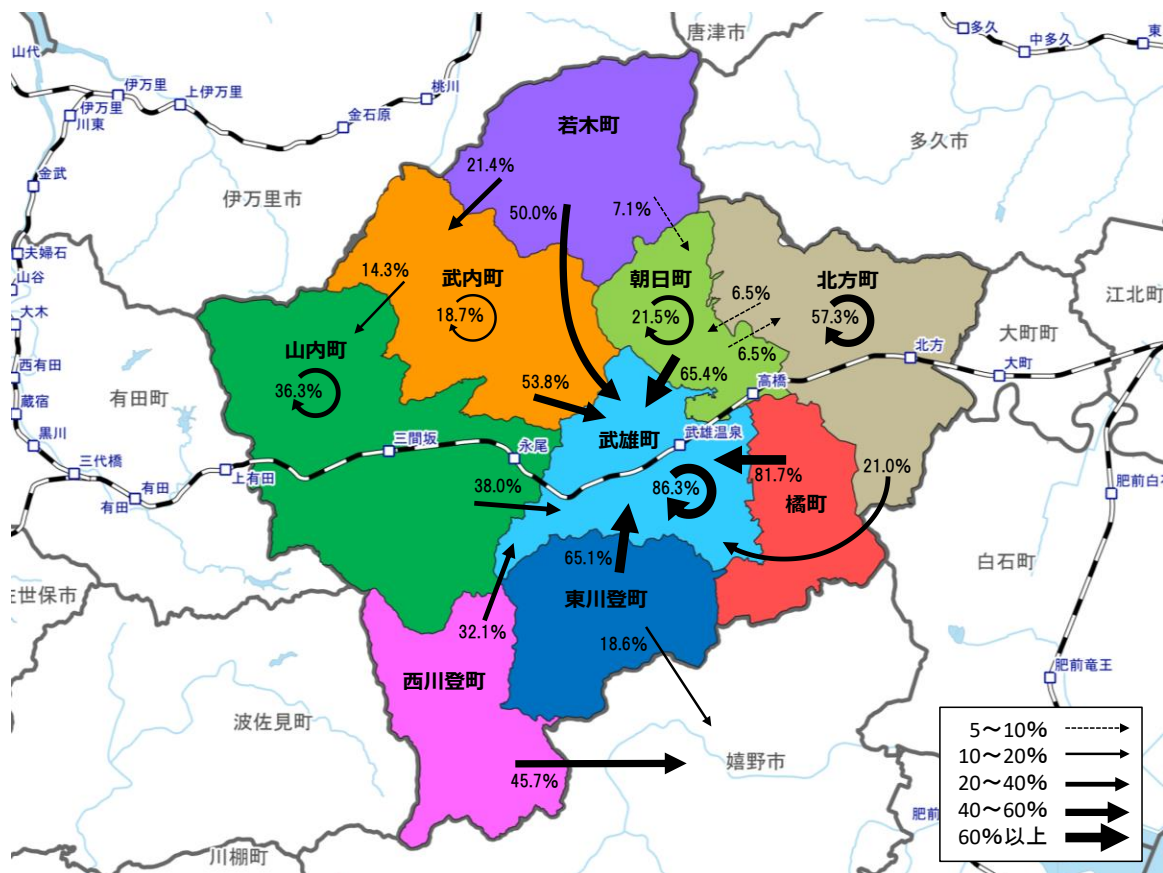 唐津市
多久
中多久
東
山代
伊万里
上伊万里
桃川
伊万里
川東
金石原
若木町
多久市
金武
21.4%
伊万里市
50.0%
7.1%
夫婦石
山谷
14.3%
武内町
朝日町
北方町
江北町
大木
18.7%
21.5%
6.5%
57.3%
大町町
山内町
6.5%
北方
西有田
36.3%
53.8%
65.4%
高橋
大町
有田町
蔵宿
黒川
三間坂
永尾
武雄町
武雄温泉
三代橋
上有田
有田
有田
38.0%
86.3%
81.7%
21.0%
肥前白石
橘町
65.1%
白石町
佐世保市
東川登町
32.1%
18.6%
西川登町
肥前竜王
波佐見町
嬉野市
45.7%
5～10%
10～20%
20～40%
40～60%
60%以上
肥前
川棚町